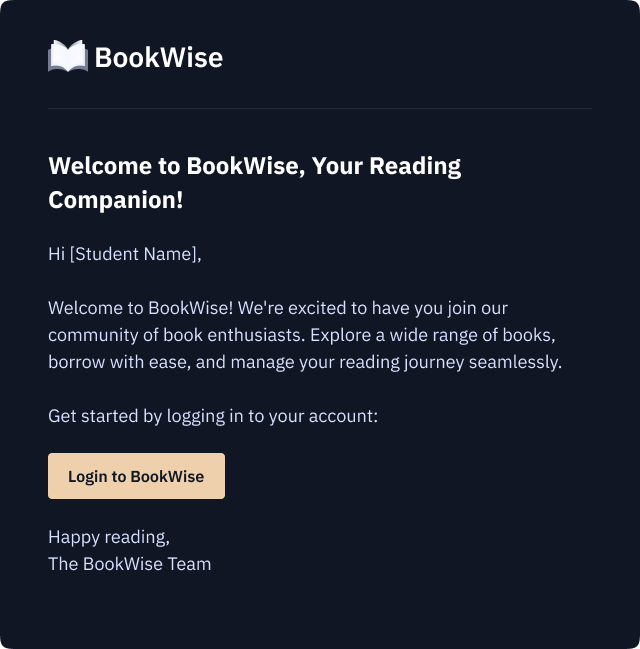 BookWise
Welcome to BookWise, Your Reading
Companion!
Hi [Student Name],
Welcome to BookWise! We're excited to have you join our
community of book enthusiasts. Explore a wide range of books,
borrow with ease, and manage your reading journey seamlessly.
Get started by logging in to your account:
Login to BookWise
Happy reading,
The BookWise Team